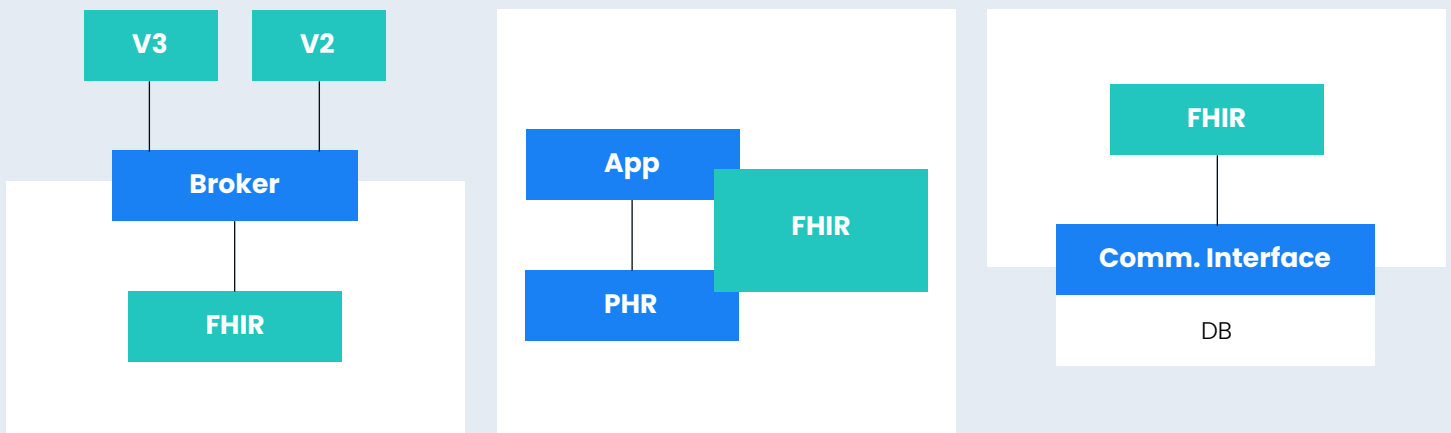 V3
V2
Broker
FHIR
App
FHIR
PHR
FHIR
Comm. Interface
DB